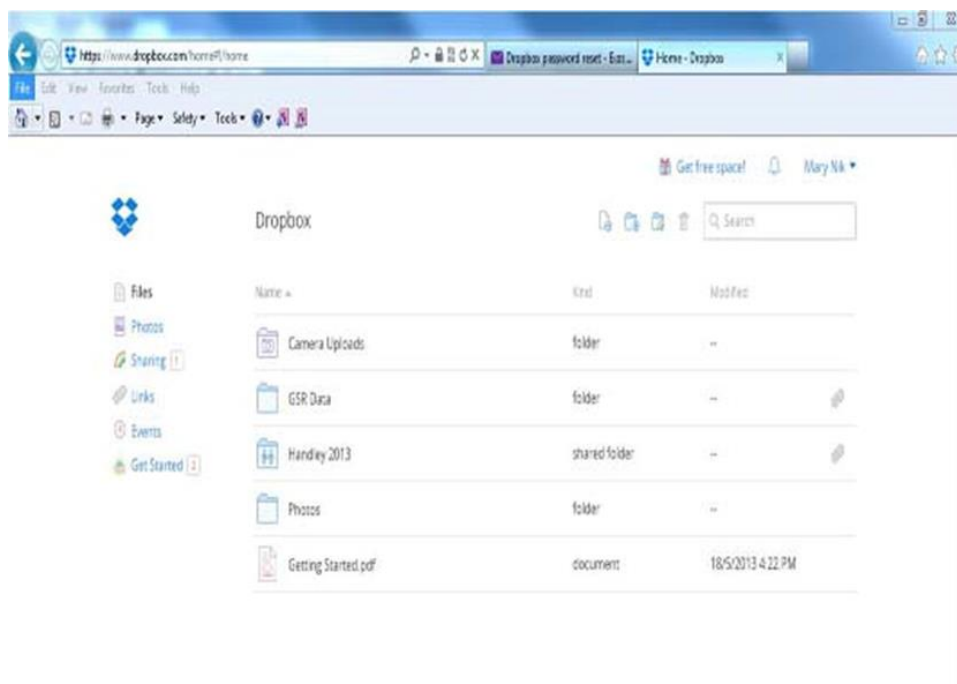 https://www.dropbox.com/home#!/home
Dropbox password reset -
Home - Dropbox
File Edit View Favorites Tools Help
Page Safety Tools
Get free space!
Mary Nik
Dropbox
Search
Files
Photos
Sharing 1
Links
Events
Get Started
Name Kind Modified
Camera Uploads folder --
GSR Data folder --
Handley 2013 shared folder --
Photos folder --
Getting Started.pdf document 18/5/2013 4:22 PM